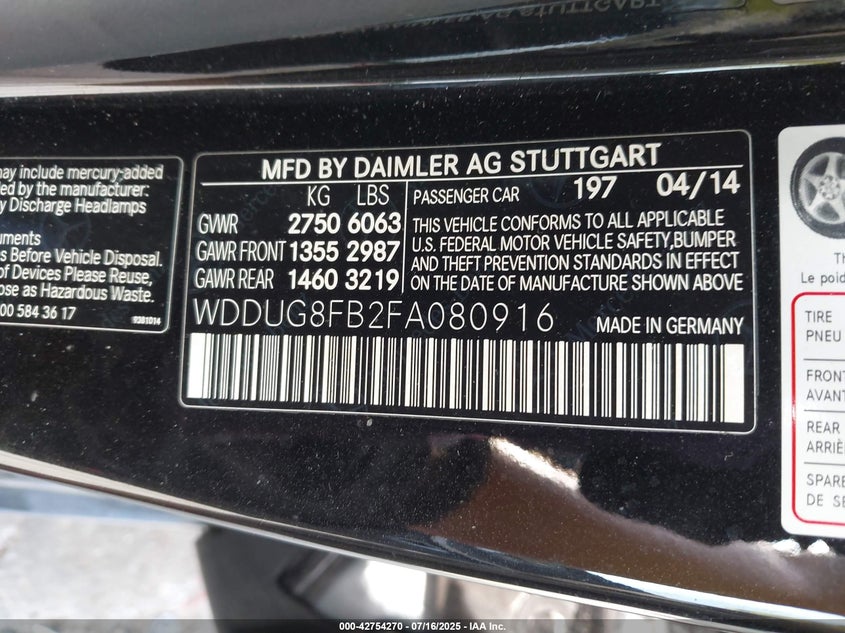 may include mercury-added
ed by the manufacturer:
y Discharge Headlamps
uments
s Before Vehicle Disposal.
of Devices Please Reuse,
ose as Hazardous Waste.
00 584 36 17
9381014
MFD BY DAIMLER AG STUTTGART
KG LBS
GVWR 2750 6063
GAWR FRONT 1355 2987
GAWR REAR 1460 3219
PASSENGER CAR 197 04/14
THIS VEHICLE CONFORMS TO ALL APPLICABLE
U.S. FEDERAL MOTOR VEHICLE SAFETY,BUMPER
AND THEFT PREVENTION STANDARDS IN EFFECT
ON THE DATE OF MANUFACTURE SHOWN ABOVE
WDDUG8FB2FA080916 MADE IN GERMANY
Th
Le poid
TIRE
PNEU
FRONT
AVANT
REAR
ARRIÈ
SPARE
DE SE
000-42754270 - 07/16/2025 - IAA Inc.